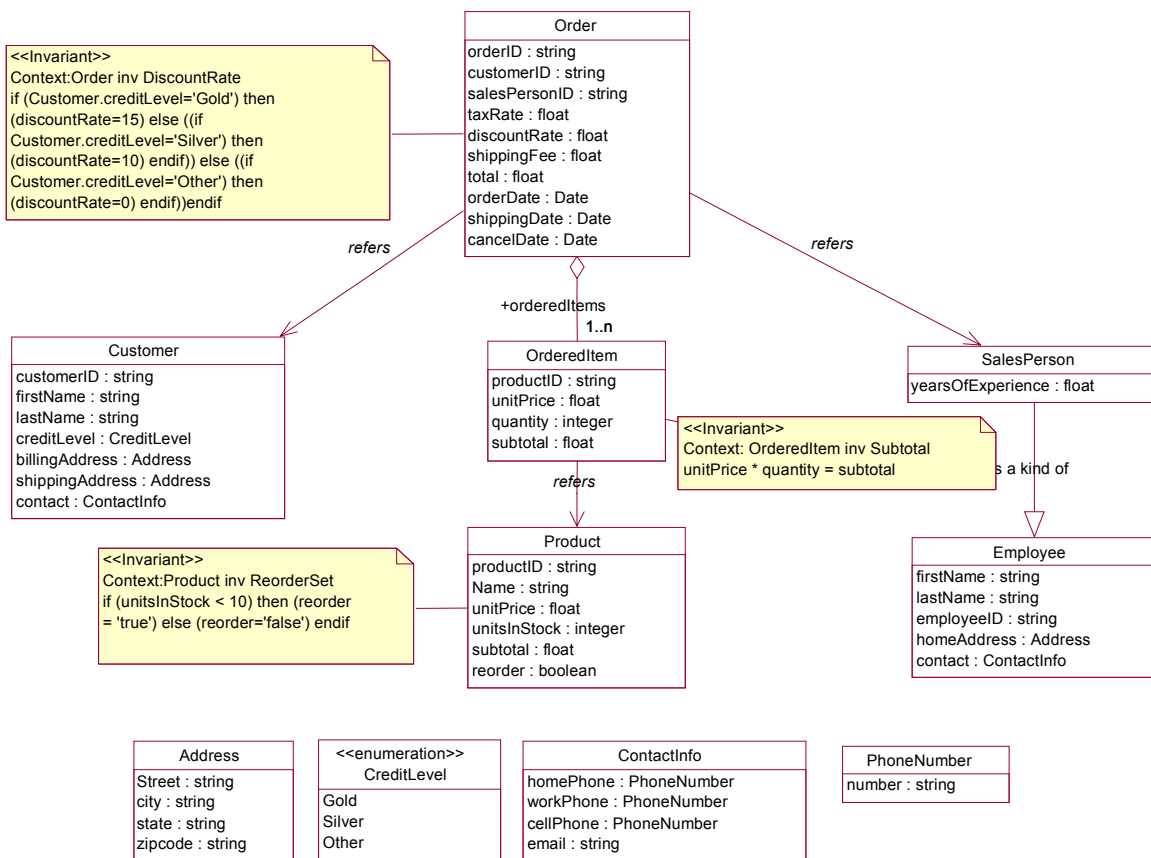 Order
orderID : string
customerID : string
salesPersonID : string
taxRate : float
discountRate : float
shippingFee : float
total : float
orderDate : Date
shippingDate : Date
cancelDate : Date
<<Invariant>>
Context:Order inv DiscountRate
if (Customer.creditLevel='Gold') then
(discountRate=15) else ((if
Customer.creditLevel='Silver') then
(discountRate=10) endif)) else ((if
Customer.creditLevel='Other') then
(discountRate=0) endif))endif
refers
refers
+orderedItems
1..n
Customer
customerID : string
firstName : string
lastName : string
creditLevel : CreditLevel
billingAddress : Address
shippingAddress : Address
contact : ContactInfo
OrderedItem
productID : string
unitPrice : float
quantity : integer
subtotal : float
SalesPerson
yearsOfExperience : float
<<Invariant>>
Context: OrderedItem inv Subtotal
unitPrice * quantity = subtotal
s a kind of
refers
<<Invariant>>
Context:Product inv ReorderSet
if (unitsInStock < 10) then (reorder
= 'true') else (reorder='false') endif
Product
productID : string
Name : string
unitPrice : float
unitsInStock : integer
subtotal : float
reorder : boolean
Employee
firstName : string
lastName : string
employeeID : string
homeAddress : Address
contact : ContactInfo
Address
Street : string
city : string
state : string
zipcode : string
<<enumeration>>
CreditLevel
Gold
Silver
Other
ContactInfo
homePhone : PhoneNumber
workPhone : PhoneNumber
cellPhone : PhoneNumber
email : string
PhoneNumber
number : string